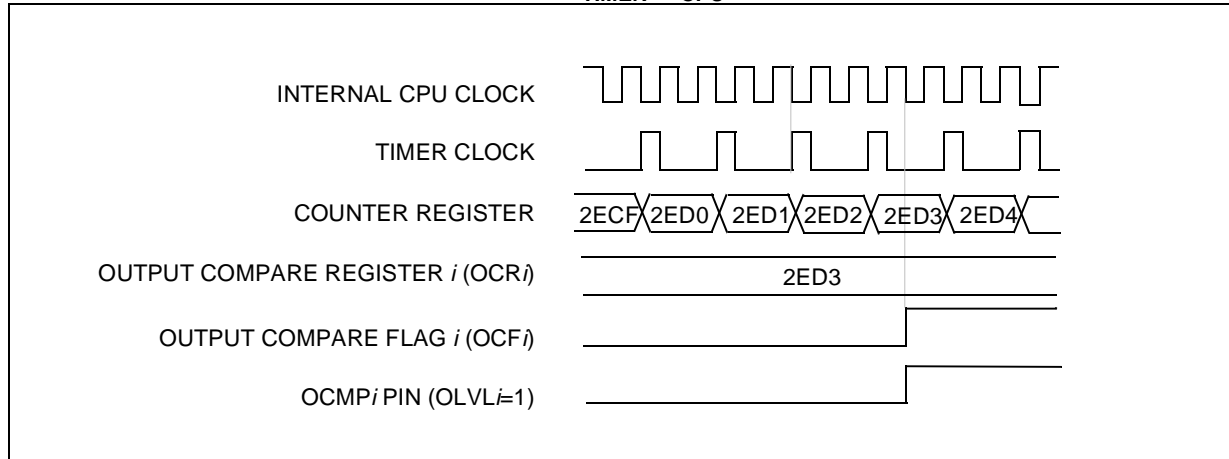 INTERNAL CPU CLOCK
TIMER CLOCK
COUNTER REGISTER
2ECF 2ED0 2ED1 2ED2 2ED3 2ED4
OUTPUT COMPARE REGISTER i (OCRi)
2ED3
OUTPUT COMPARE FLAG i (OCFi)
OCMPi PIN (OLVLi=1)